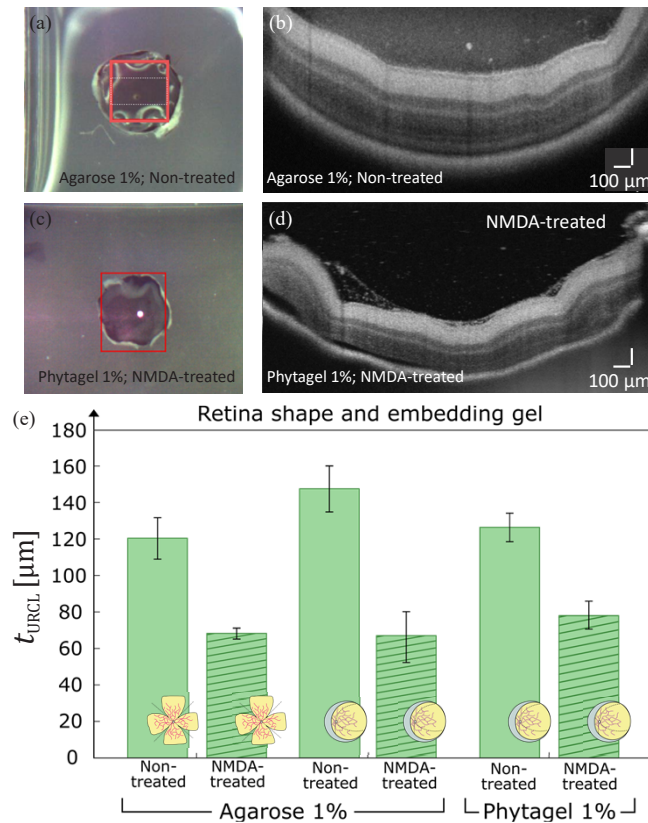 (a)
Agarose 1%; Non-treated
(b)
Agarose 1%; Non-treated
100 µm
(c)
Phytagel 1%; NMDA-treated
(d)
NMDA-treated
Phytagel 1%; NMDA-treated
100 µm
(e)
Retina shape and embedding gel
t_URCL [µm]
180
160
140
120
100
80
60
40
20
0
Non-
treated
NMDA-
treated
Non-
treated
NMDA-
treated
Non-
treated
NMDA-
treated
Agarose 1%
Phytagel 1%